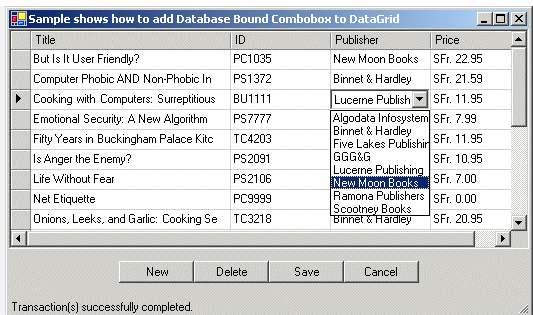 Sample shows how to add Database Bound Combobox to DataGrid
Title ID Publisher Price
But Is It User Friendly? PC1035 New Moon Books SFr. 22.95
Computer Phobic AND Non-Phobic In PS1372 Binnet & Hardley SFr. 21.59
Cooking with Computers: Surreptitious BU1111 Lucerne Publish SFr. 11.95
Emotional Security: A New Algorithm PS7777 Algodata Infosystem SFr. 7.99
Binnet & Hardley
Fifty Years in Buckingham Palace Kitc TC4203 Five Lakes Publishin SFr. 11.95
Is Anger the Enemy? PS2091 GGG&G SFr. 10.95
Lucerne Publishing
Life Without Fear PS2106 New Moon Books SFr. 7.00
Net Etiquette PC9999 Ramona Publishers SFr. 0.00
Scootney Books
Onions, Leeks, and Garlic: Cooking Se TC3218 Binnet & Hardley SFr. 20.95
New Delete Save Cancel
Transaction(s) successfully completed.